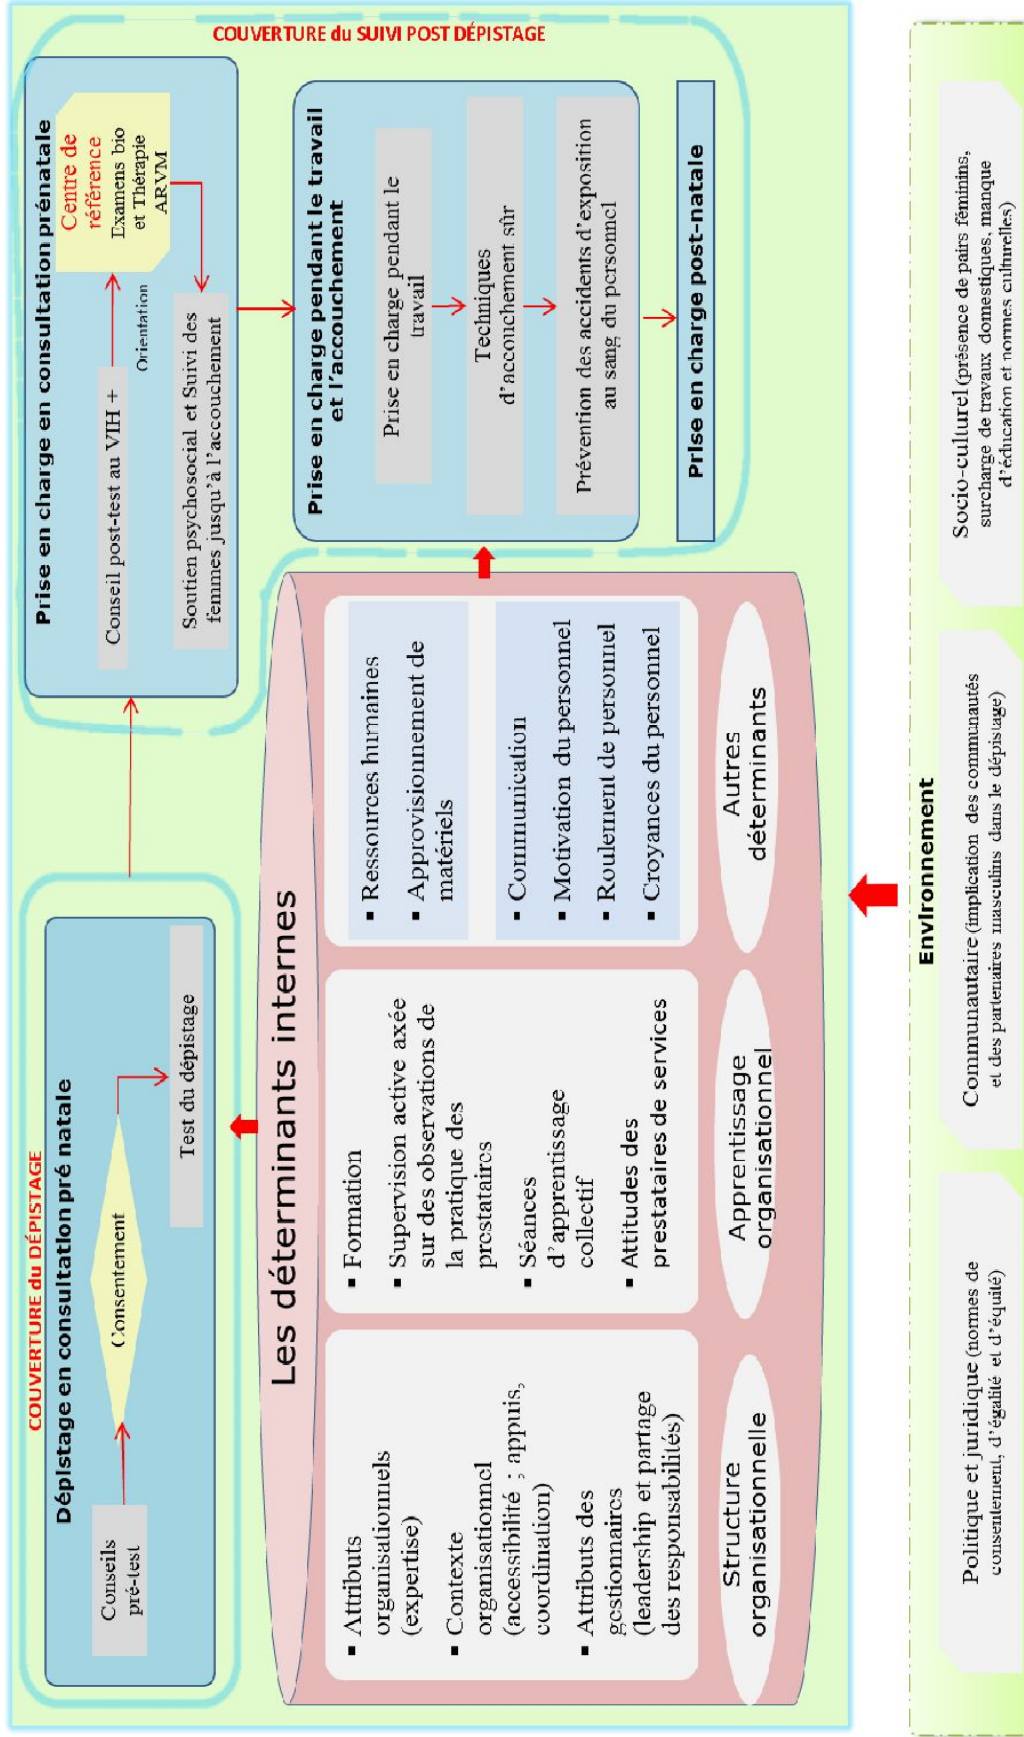 COUVERTURE du DÉPISTAGE
Dépistage en consultation pré natale
Conseils
pré-test
Consentement
Test du dépistage
COUVERTURE du SUIVI POST DÉPISTAGE
Prise en charge en consultation prénatale
Conseil post-test au VIH +
Orientation
Centre de
référence
Examens bio
et Thérapie
ARVM
Soutien psychosocial et Suivi des
femmes jusqu'à l'accouchement
Prise en charge pendant le travail
et l'accouchement
Prise en charge pendant le
travail
Techniques
d'accouchement sûr
Prévention des accidents d'exposition
au sang du personnel
Prise en charge post-natale
Les déterminants internes
▪ Attributs
organisationnels
(expertise)
▪ Contexte
organisationnel
(accessibilité ; appuis,
coordination)
▪ Attributs des
gestionnaires
(leadership et partage
des responsabilités)
Structure
organisationnelle
▪ Formation
▪ Supervision active axée
sur des observations de
la pratique des
prestataires
▪ Séances
d'apprentissage
collectif
▪ Attitudes des
prestataires de services
Apprentissage
organisationnel
▪ Ressources humaines
▪ Approvisionnement de
matériels
▪ Communication
▪ Motivation du personnel
▪ Roulement de personnel
▪ Croyances du personnel
Autres
déterminants
Environnement
Politique et juridique (normes de
consentement, d'égalité et d'équité)
Communautaire (implication des communautés
et des partenaires masculins dans le dépistage)
Socio-culturel (présence de pairs féminins,
surcharge de travaux domestiques, manque
d'éducation et normes culturelles)